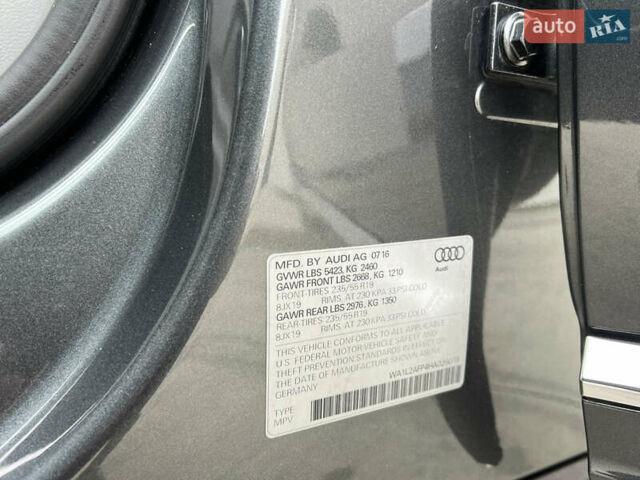 auto RIA
.com
MFD. BY AUDI AG 07/16
GVWR LBS 5423, KG 2460
GAWR FRONT LBS 2668, KG 1210
FRONT-TIRES 235/55 R19
8JX19 RIMS, AT 230 KPA 33 PSI COLD
GAWR REAR LBS 2976, KG 1350
REAR-TIRES 235/55 R19
8JX19 RIMS, AT 230 KPA 33 PSI COLD
THIS VEHICLE CONFORMS TO ALL APPLICABLE
U.S. FEDERAL MOTOR VEHICLE SAFETY AND
THEFT PREVENTION STANDARDS IN EFFECT ON
THE DATE OF MANUFACTURE SHOWN ABOVE.
GERMANY
TYPE
MPV
Audi